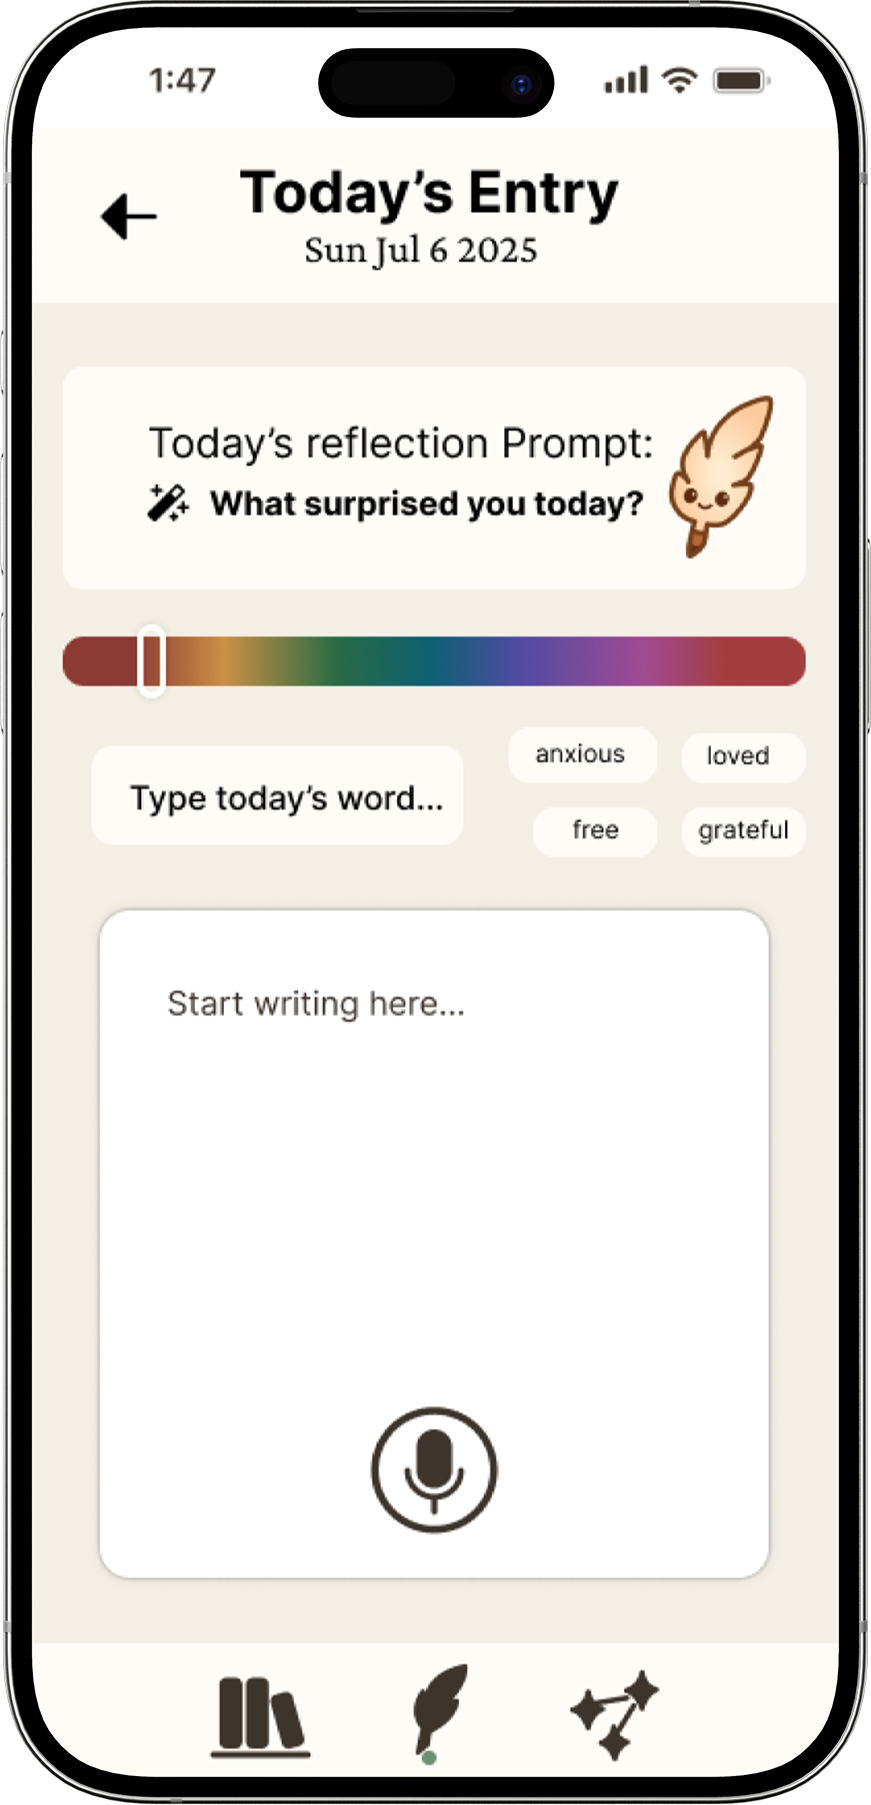 1:47
Today’s Entry
Sun Jul 6 2025
Today’s reflection Prompt:
What surprised you today?
Type today’s word...
anxious
loved
free
grateful
Start writing here...